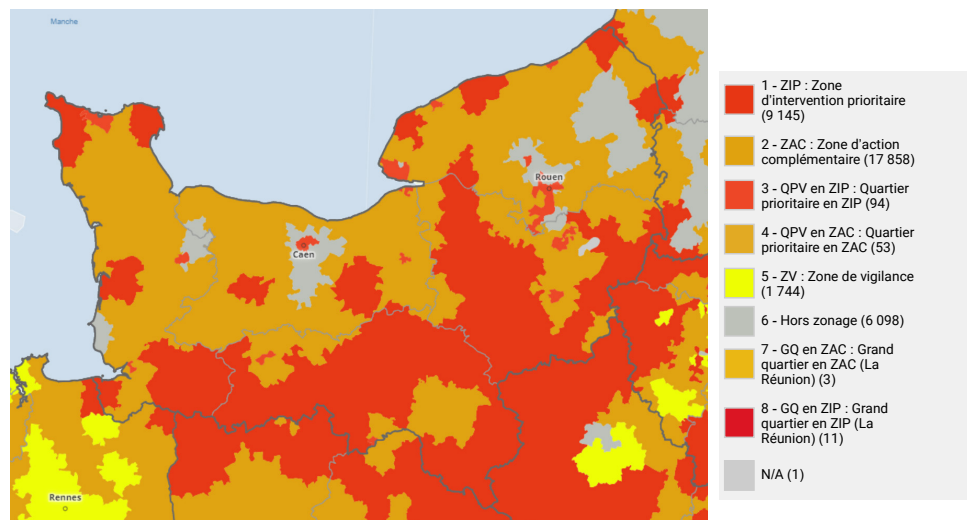 Manche
Rouen
Caen
Rennes
1 - ZIP : Zone
d'intervention prioritaire
(9 145)
2 - ZAC : Zone d'action
complémentaire (17 858)
3 - QPV en ZIP : Quartier
prioritaire en ZIP (94)
4 - QPV en ZAC : Quartier
prioritaire en ZAC (53)
5 - ZV : Zone de vigilance
(1 744)
6 - Hors zonage (6 098)
7 - GQ en ZAC : Grand
quartier en ZAC (La
Réunion) (3)
8 - GQ en ZIP : Grand
quartier en ZIP (La
Réunion) (11)
N/A (1)